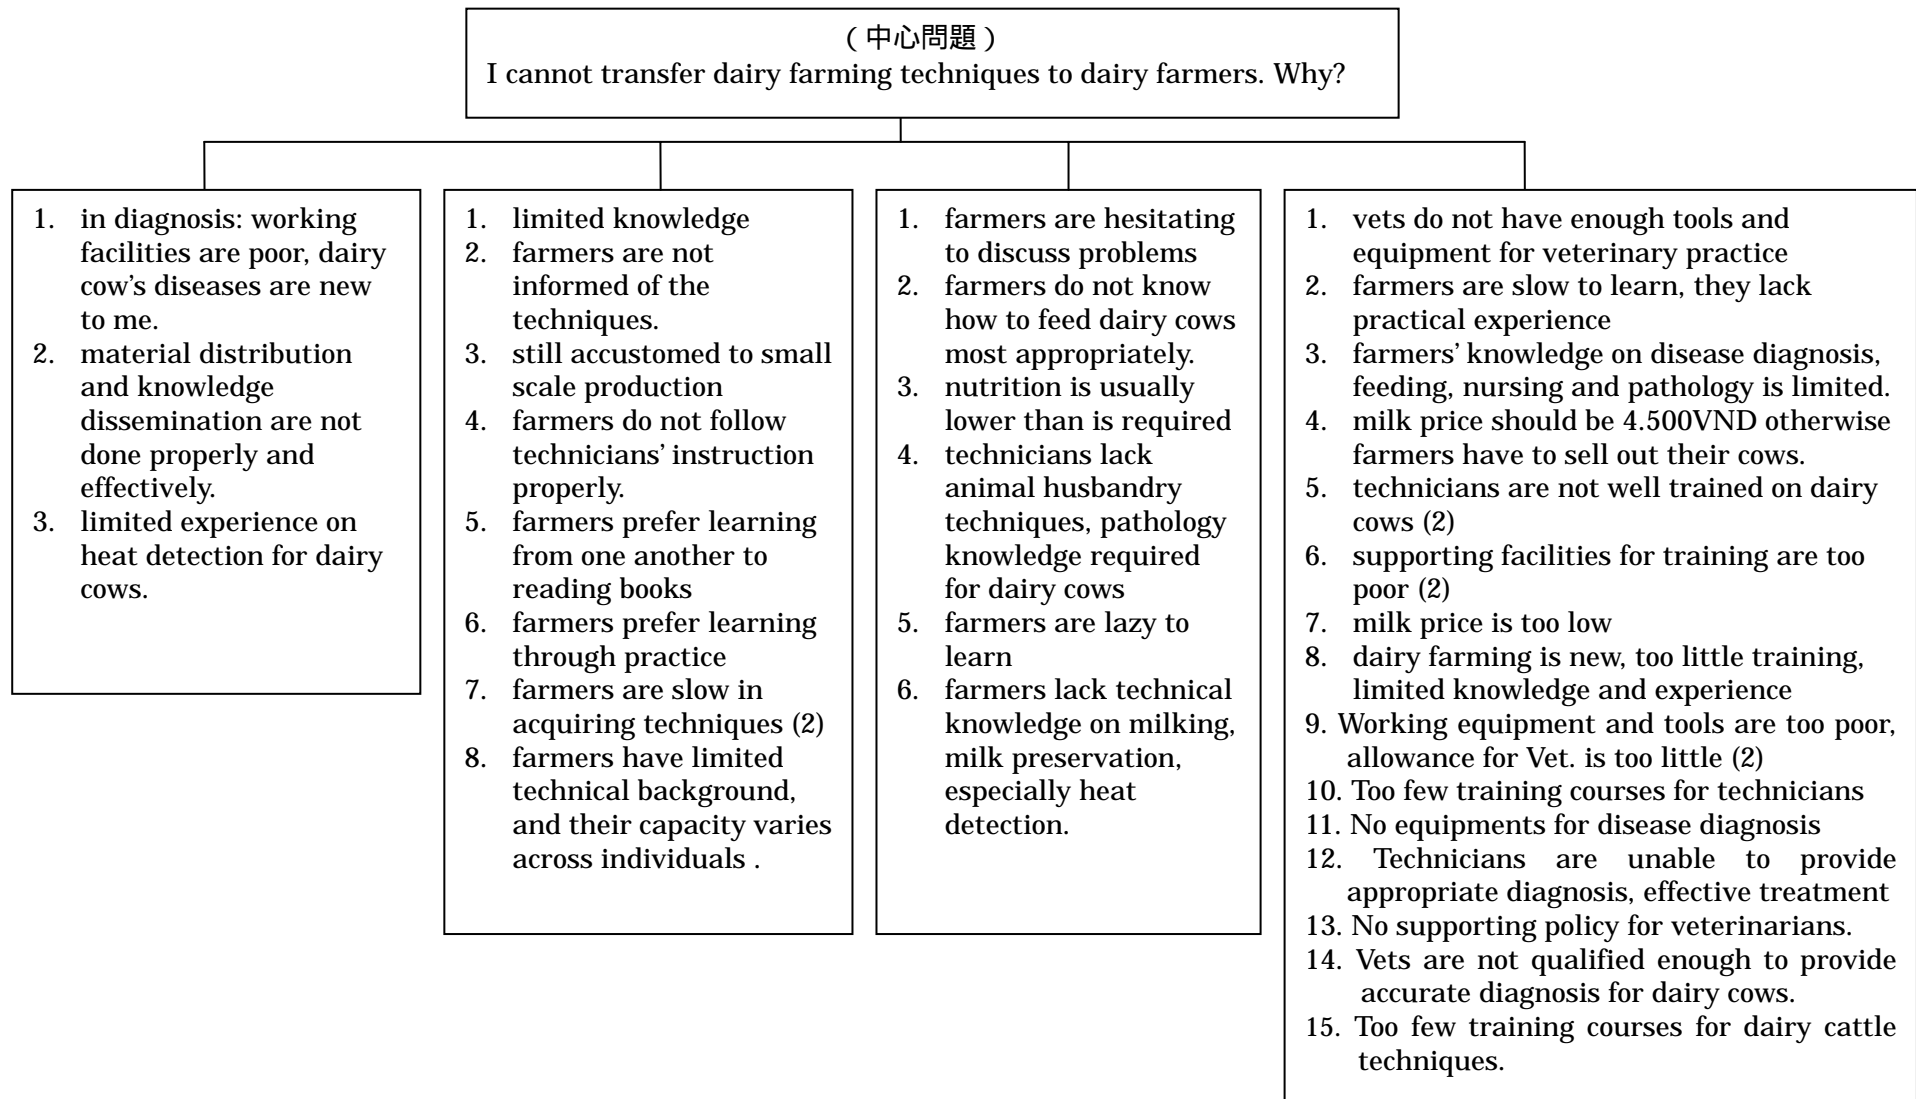 （中心問題）
I cannot transfer dairy farming techniques to dairy farmers. Why?
1. in diagnosis: working
facilities are poor, dairy
cow's diseases are new
to me.
2. material distribution
and knowledge
dissemination are not
done properly and
effectively.
3. limited experience on
heat detection for dairy
cows.
1. limited knowledge
2. farmers are not
informed of the
techniques.
3. still accustomed to small
scale production
4. farmers do not follow
technicians' instruction
properly.
5. farmers prefer learning
from one another to
reading books
6. farmers prefer learning
through practice
7. farmers are slow in
acquiring techniques (2)
8. farmers have limited
technical background,
and their capacity varies
across individuals .
1. farmers are hesitating
to discuss problems
2. farmers do not know
how to feed dairy cows
most appropriately.
3. nutrition is usually
lower than is required
4. technicians lack
animal husbandry
techniques, pathology
knowledge required
for dairy cows
5. farmers are lazy to
learn
6. farmers lack technical
knowledge on milking,
milk preservation,
especially heat
detection.
1. vets do not have enough tools and
equipment for veterinary practice
2. farmers are slow to learn, they lack
practical experience
3. farmers' knowledge on disease diagnosis,
feeding, nursing and pathology is limited.
4. milk price should be 4.500VND otherwise
farmers have to sell out their cows.
5. technicians are not well trained on dairy
cows (2)
6. supporting facilities for training are too
poor (2)
7. milk price is too low
8. dairy farming is new, too little training,
limited knowledge and experience
9. Working equipment and tools are too poor,
allowance for Vet. is too little (2)
10. Too few training courses for technicians
11. No equipments for disease diagnosis
12. Technicians are unable to provide
appropriate diagnosis, effective treatment
13. No supporting policy for veterinarians.
14. Vets are not qualified enough to provide
accurate diagnosis for dairy cows.
15. Too few training courses for dairy cattle
techniques.